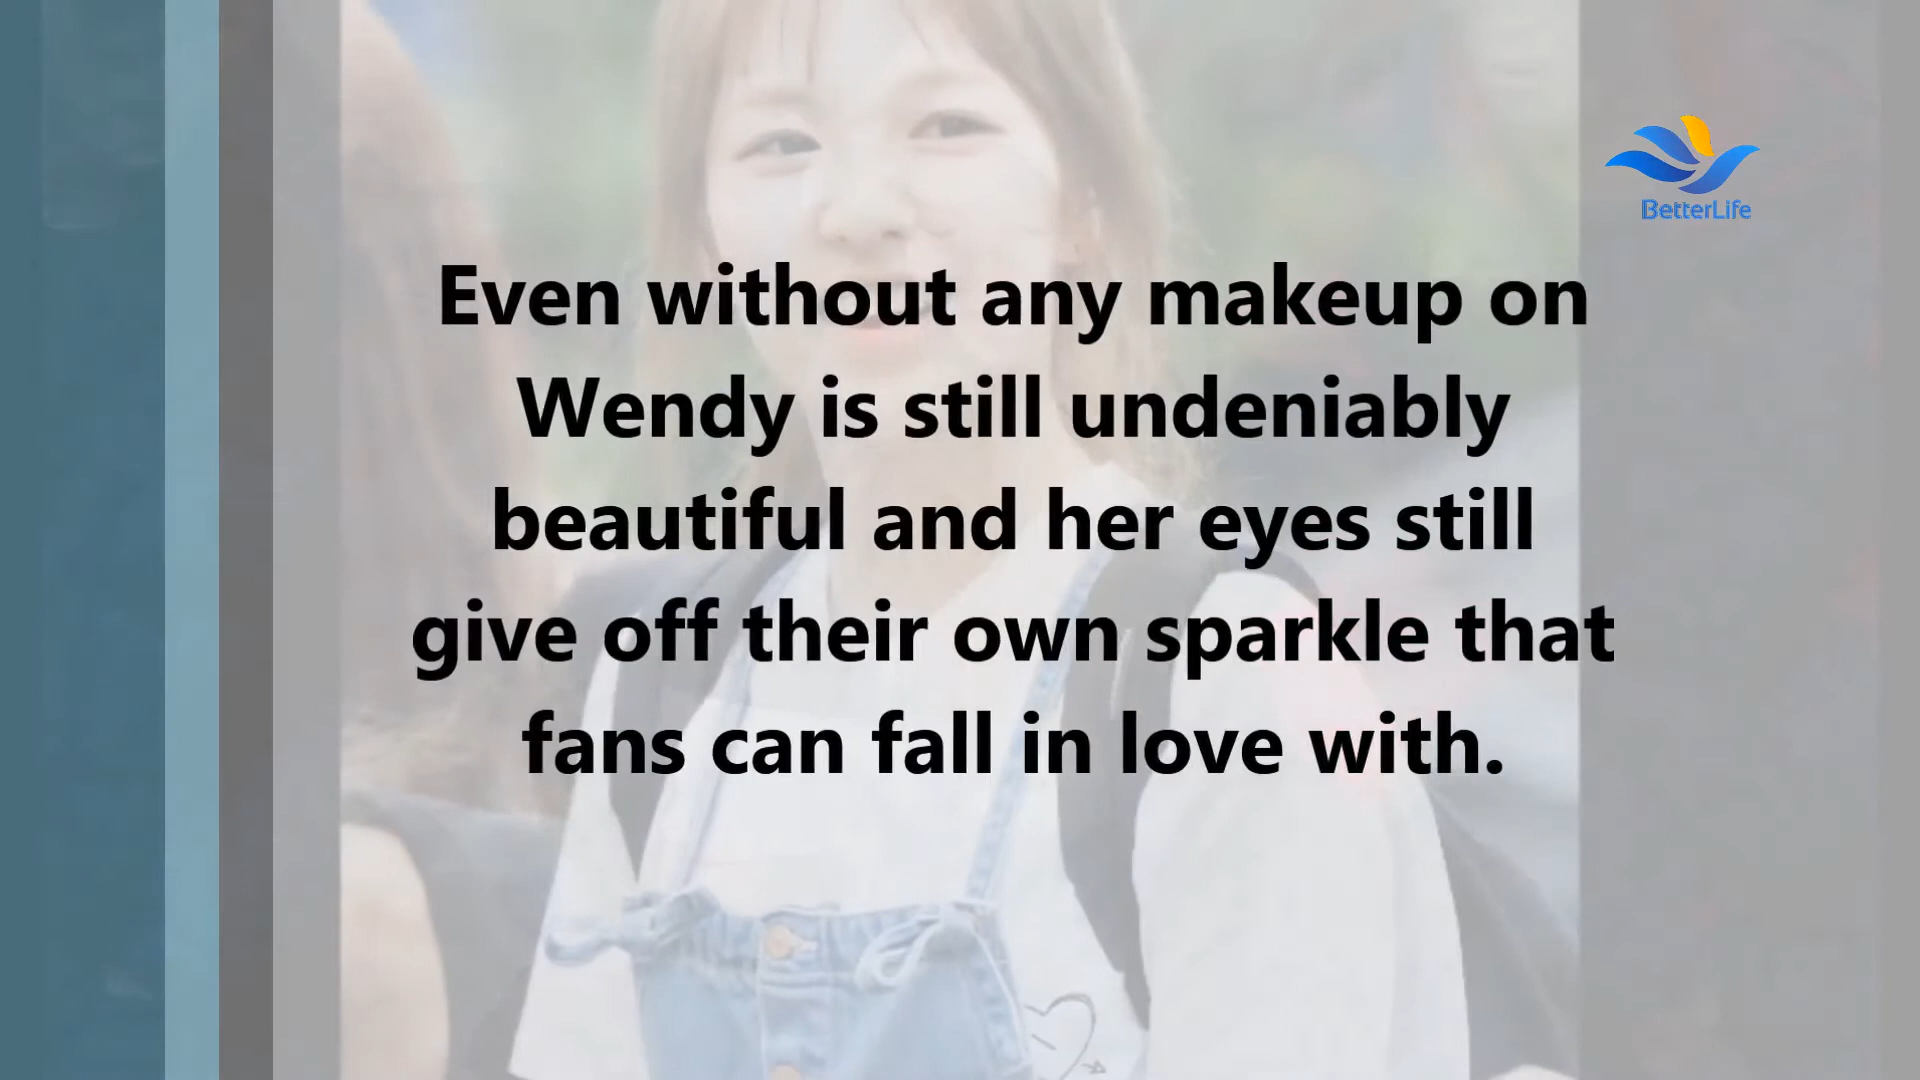 BetterLife
Even without any makeup on
Wendy is still undeniably
beautiful and her eyes still
give off their own sparkle that
fans can fall in love with.